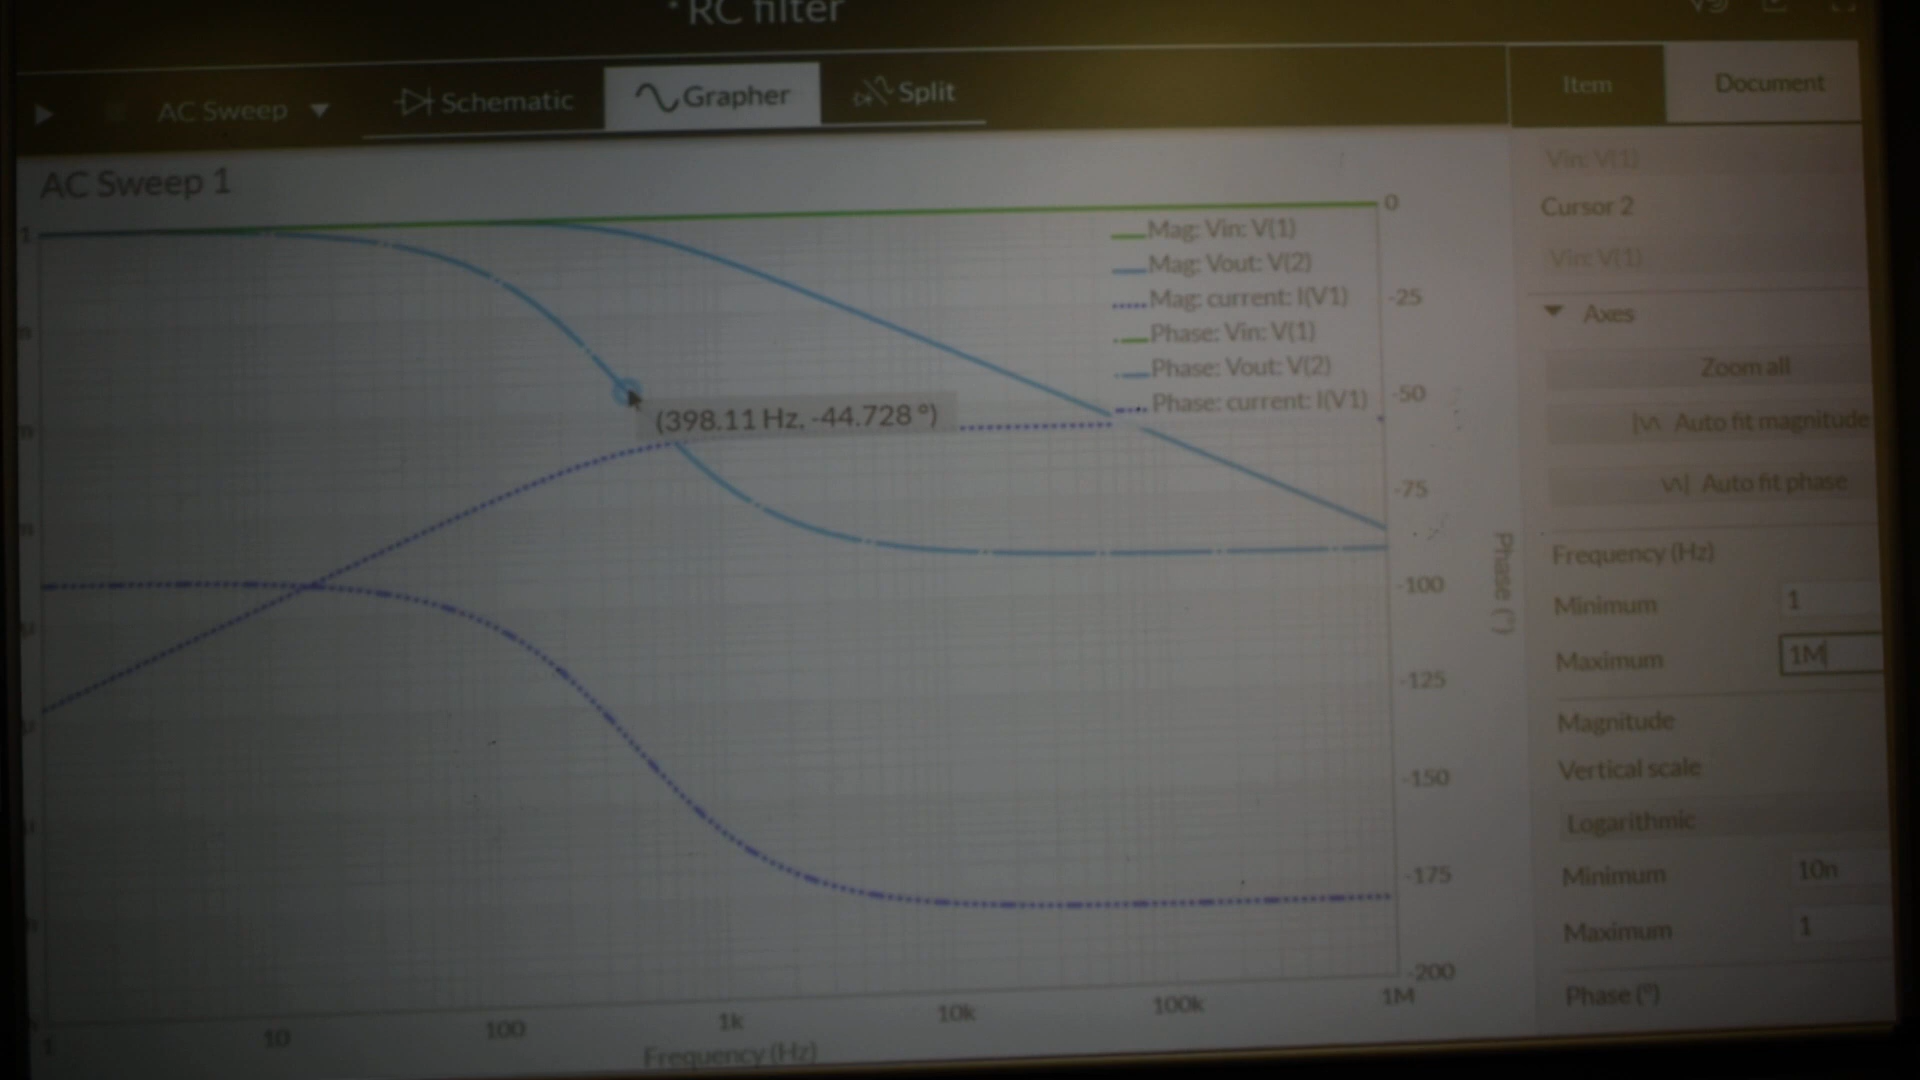 RC filter
AC Sweep
Schematic
Grapher
Split
Item
Document
AC Sweep 1
1
0
-25
-50
-75
-100
-125
-150
-175
-200
Phase (°)
Mag: Vin: V(1)
Mag: Vout: V(2)
Mag: current: I(V1)
Phase: Vin: V(1)
Phase: Vout: V(2)
Phase: current: I(V1)
(398.11 Hz, -44.728 °)
1
10
100
1k
10k
100k
1M
Frequency (Hz)
Vin: V(1)
Cursor 2
Vin: V(1)
Axes
Zoom all
Auto fit magnitude
Auto fit phase
Frequency (Hz)
Minimum 1
Maximum 1M
Magnitude
Vertical scale
Logarithmic
Minimum 10n
Maximum 1
Phase (°)